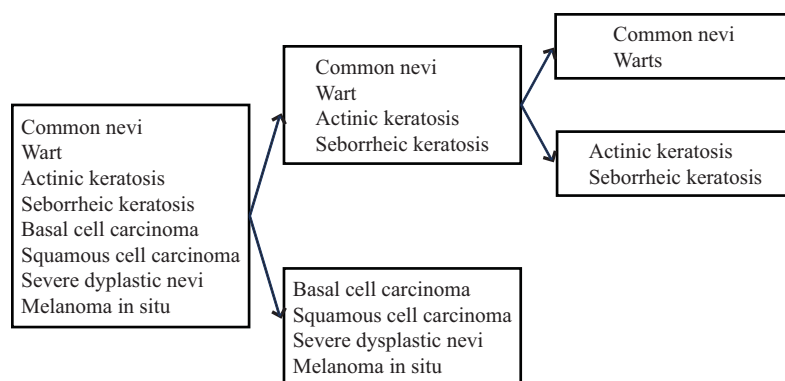 Common nevi
Wart
Actinic keratosis
Seborrheic keratosis
Basal cell carcinoma
Squamous cell carcinoma
Severe dyplastic nevi
Melanoma in situ
Common nevi
Wart
Actinic keratosis
Seborrheic keratosis
Basal cell carcinoma
Squamous cell carcinoma
Severe dysplastic nevi
Melanoma in situ
Common nevi
Warts
Actinic keratosis
Seborrheic keratosis